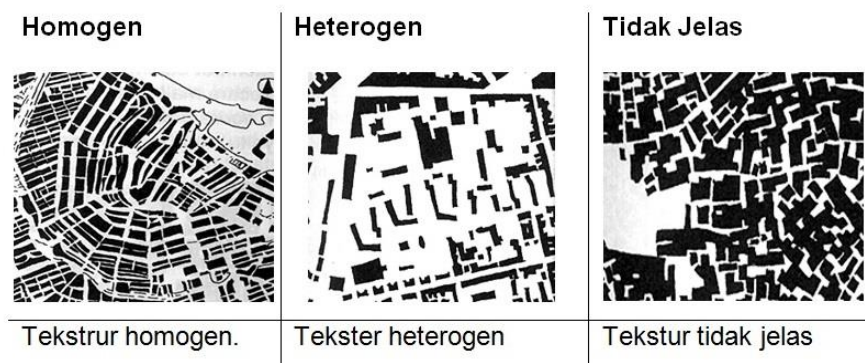 Homogen
Heterogen
Tidak Jelas
Tekstrur homogen.
Tekster heterogen
Tekstur tidak jelas